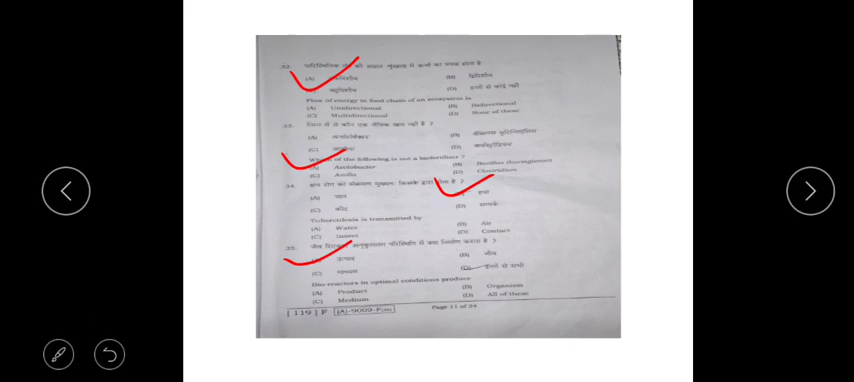 32. पारिस्थितिक तंत्र की आहार श्रृंखला में ऊर्जा का प्रवाह होता है
(A) एकदिशीय (B) द्विदिशीय
बहुदिशीय (D) इनमें से कोई नहीं
Flow of energy in food chain of an ecosystem is
(A) Unidirectional (B) Bidirectional
(C) Multidirectional (D) None of these
33. निम्न में से कौन एक जैविक खाद नहीं है ?
(A) एजोटोबैक्टर (B)
(C) (D) क्लॉस्ट्रीडियम
Which of the following is not a biofertiliser ?
(A) Azotobacter (B) Bacillus thuringiensis
(C) Azolla (D) Clostridium
34. क्षय रोग का संक्रमण मुख्यतः किसके द्वारा होता है ?
(A) जल हवा
(C) कीट (D) सम्पर्क
Tuberculosis is transmitted by
(A) Water (B) Air
(C) Insect (D) Contact
35. जीव रिएक्टर अनुकूलतम परिस्थिति में क्या निर्माण करता है ?
उत्पाद (B) जीव
(C) माध्यम (D) इनमें से सभी
Bio-reactors in optimal conditions produce
(A) Product (B) Organism
(C) Medium (D) All of these
[ 119 ] F (A)-9009-F(09) Page 11 of 24